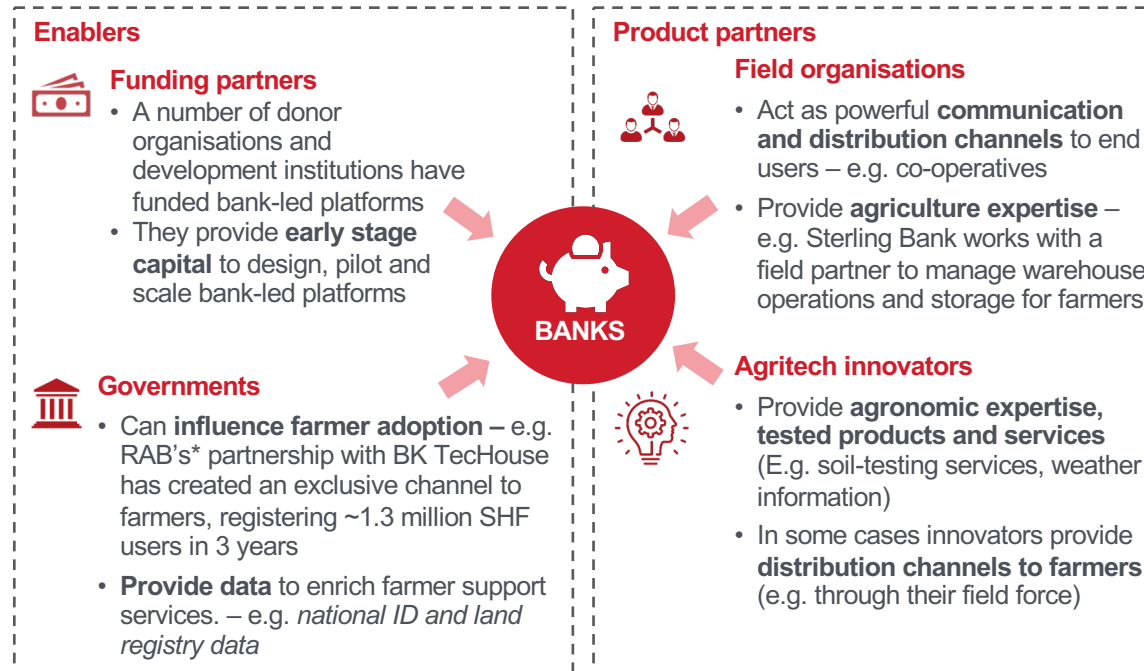 Enablers
Funding partners
• A number of donor
organisations and
development institutions have
funded bank-led platforms
• They provide early stage
capital to design, pilot and
scale bank-led platforms
Governments
• Can influence farmer adoption – e.g.
RAB's* partnership with BK TecHouse
has created an exclusive channel to
farmers, registering ~1.3 million SHF
users in 3 years
• Provide data to enrich farmer support
services. – e.g. national ID and land
registry data
BANKS
Product partners
Field organisations
• Act as powerful communication
and distribution channels to end
users – e.g. co-operatives
• Provide agriculture expertise –
e.g. Sterling Bank works with a
field partner to manage warehouse
operations and storage for farmers
Agritech innovators
• Provide agronomic expertise,
tested products and services
(E.g. soil-testing services, weather
information)
• In some cases innovators provide
distribution channels to farmers
(e.g. through their field force)